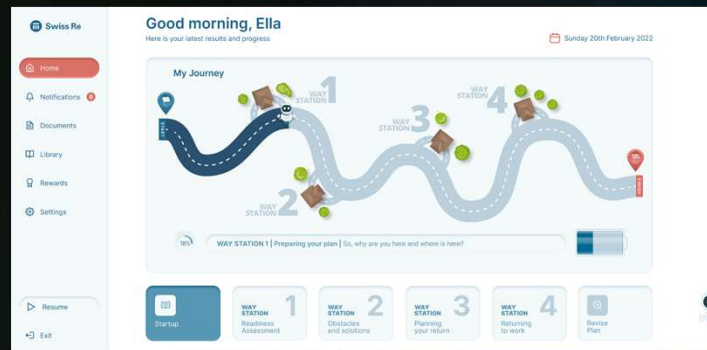 Swiss Re
Good morning, Ella
Here is your latest results and progress
Sunday 20th February 2022
Home
Notifications
Documents
Library
Rewards
Settings
Resume
Exit
My Journey
START
WAY STATION 1
WAY STATION 2
WAY STATION 3
WAY STATION 4
FINISH
WAY STATION 1 | Preparing your plan | So, why are you here and where is here?
Startup
WAY STATION 1
Readiness Assessment
WAY STATION 2
Obstacles and solutions
WAY STATION 3
Planning your return
WAY STATION 4
Returning to work
Revise Plan